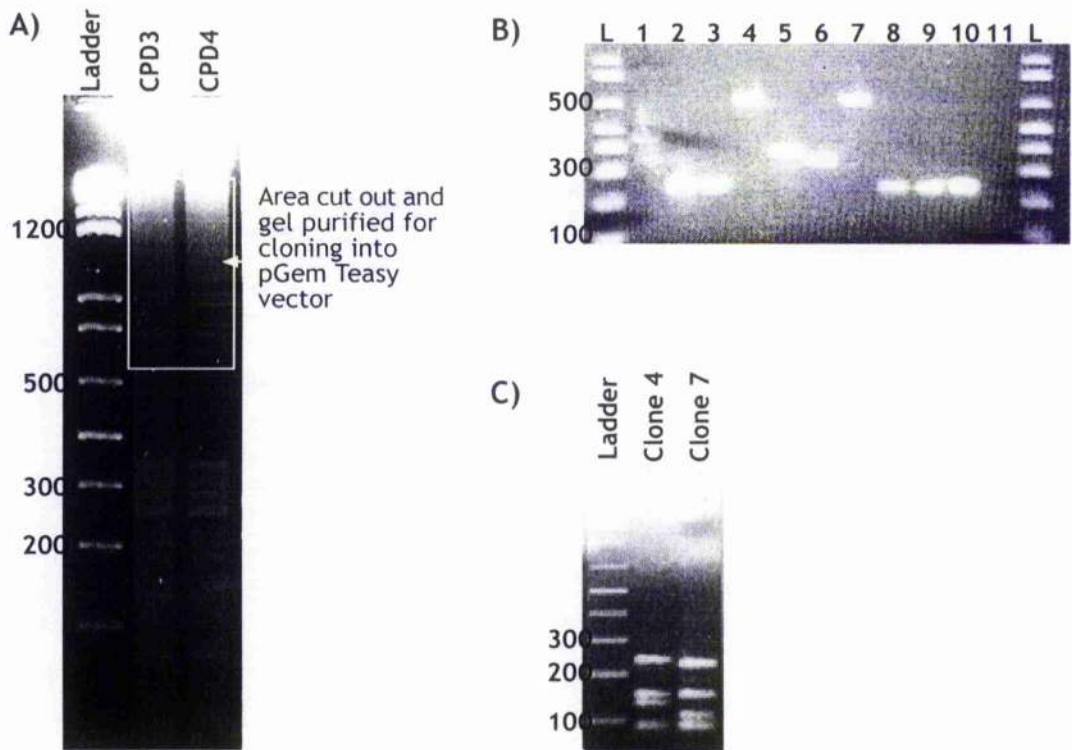 A)
Ladder
CPD3
CPD4
1200
500
300
200
Area cut out and
gel purified for
cloning into
pGem Teasy
vector
B)
L 1 2 3 4 5 6 7 8 9 10 11 L
500
300
100
C)
Ladder
Clone 4
Clone 7
300
200
100